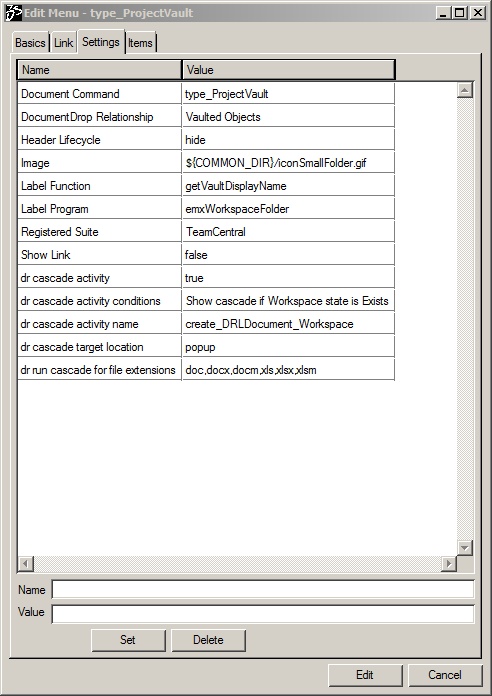 Edit Menu - type_ProjectVault
Basics Link Settings Items
Name Value
Document Command type_ProjectVault
DocumentDrop Relationship Vaulted Objects
Header Lifecycle hide
Image ${COMMON_DIR}/iconSmallFolder.gif
Label Function getVaultDisplayName
Label Program emxWorkspaceFolder
Registered Suite TeamCentral
Show Link false
dr cascade activity true
dr cascade activity conditions Show cascade if Workspace state is Exists
dr cascade activity name create_DRLDocument_Workspace
dr cascade target location popup
dr run cascade for file extensions doc,docx,docm,xls,xlsx,xlsm
Name
Value
Set Delete
Edit Cancel